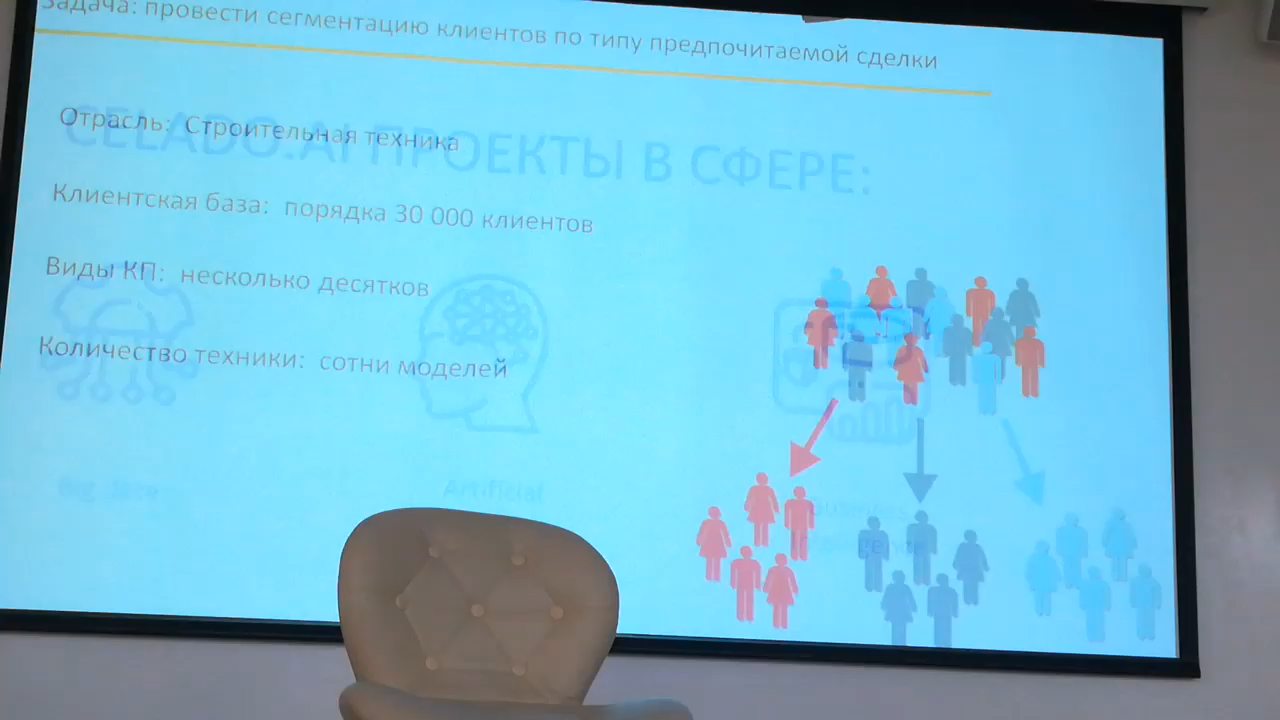 Задача: провести сегментацию клиентов по типу предпочитаемой сделки
Отрасль: Строительная техника
CELADO.AI ПРОЕКТЫ В СФЕРЕ:
Клиентская база: порядка 30 000 клиентов
Виды КП: несколько десятков
Количество техники: сотни моделей
Artificial